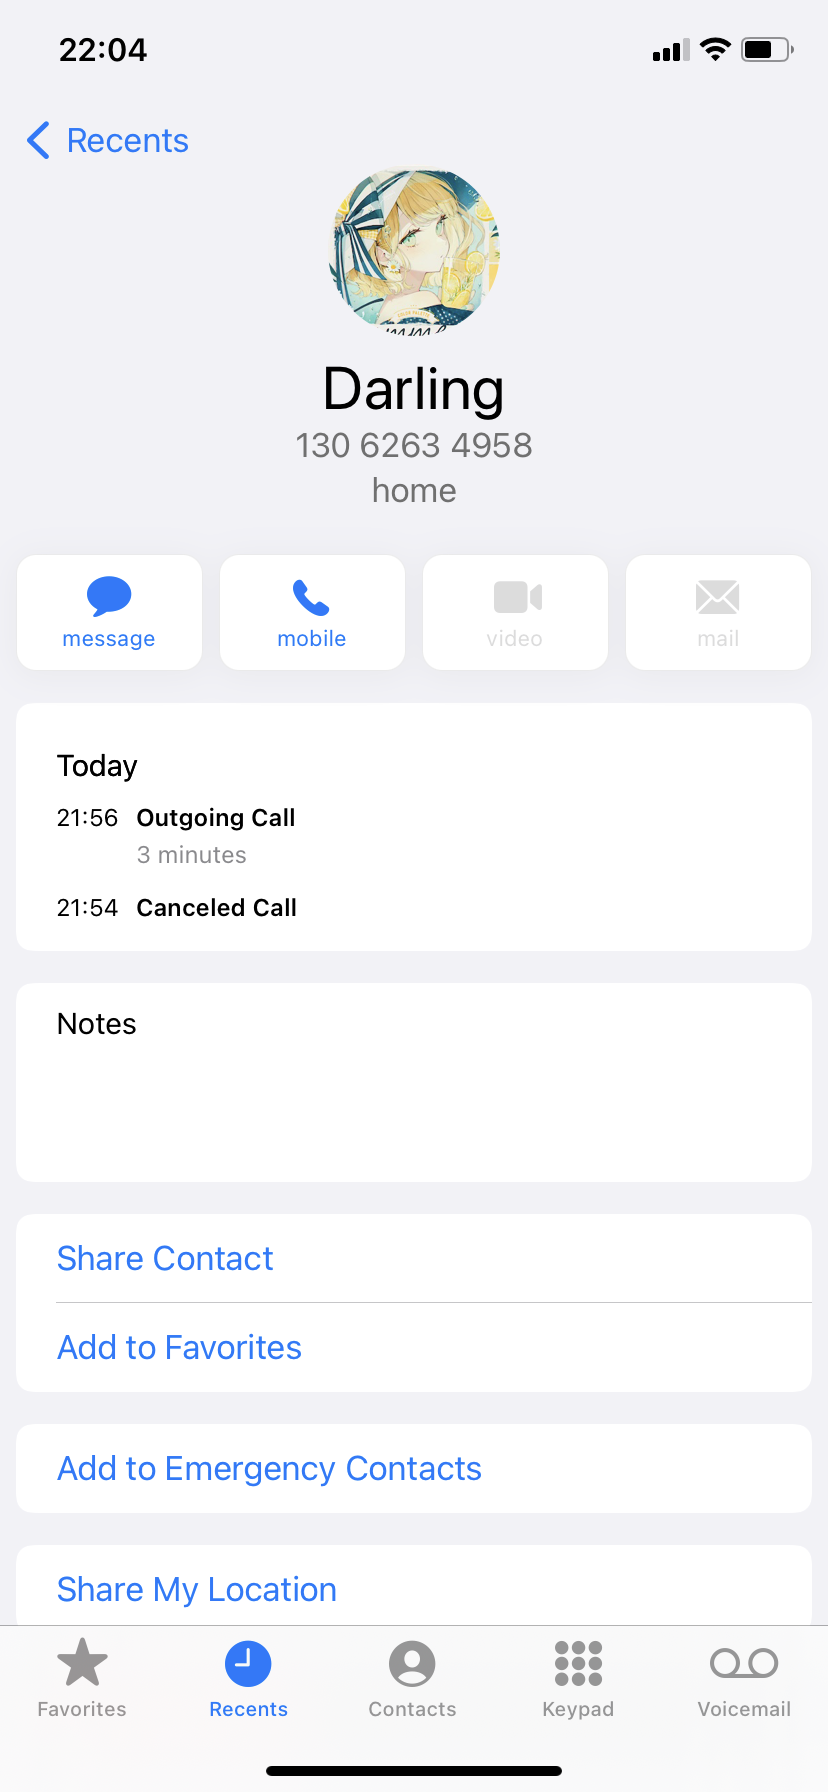 22:04
Recents
Darling
130 6263 4958
home
message
mobile
video
mail
Today
21:56 Outgoing Call
3 minutes
21:54 Canceled Call
Notes
Share Contact
Add to Favorites
Add to Emergency Contacts
Share My Location
Favorites
Recents
Contacts
Keypad
Voicemail